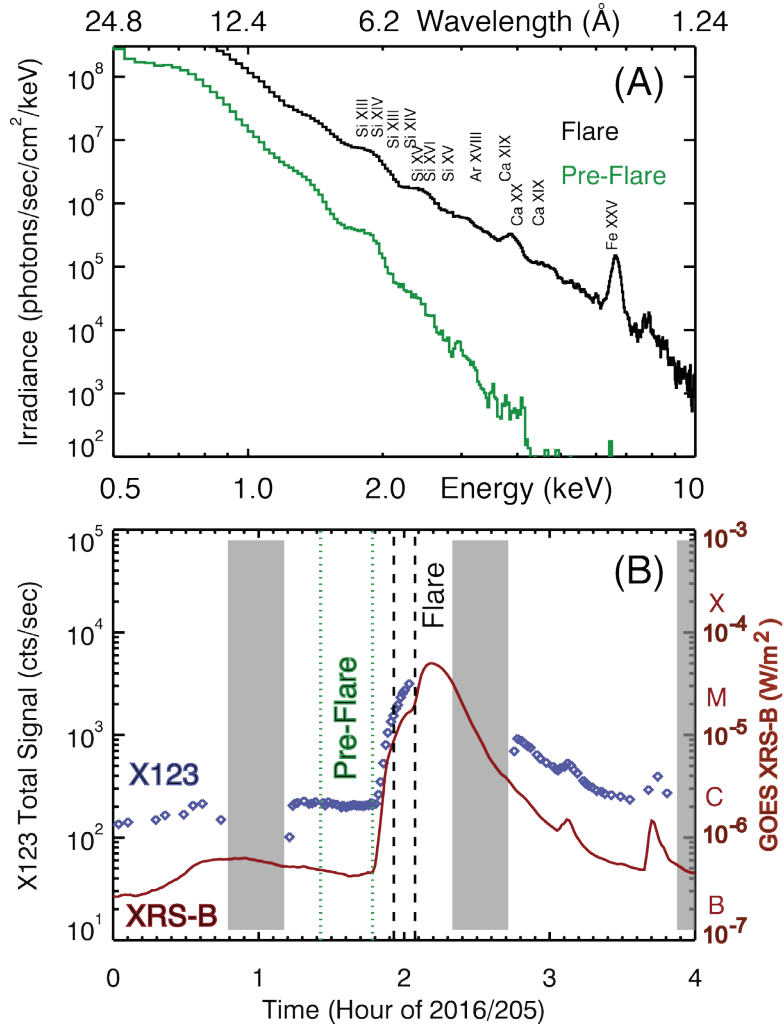 24.8 12.4 6.2 Wavelength (Å) 1.24
10^8
10^7
10^6
10^5
10^4
10^3
10^2
Irradiance (photons/sec/cm^2/keV)
(A)
Flare
Pre-Flare
Si XIII
Si XIV
Si XIII
Si XIV
Si XV
Si XVI
Si XV
Ar XVIII
Ca XIX
Ca XX
Ca XIX
Fe XXV
0.5 1.0 2.0 Energy (keV) 10
10^5
10^4
10^3
10^2
10^1
X123 Total Signal (cts/sec)
(B)
Pre-Flare
Flare
X123
XRS-B
X
M
C
B
10^-3
10^-4
10^-5
10^-6
10^-7
GOES XRS-B (W/m^2)
0 1 2 3 4
Time (Hour of 2016/205)